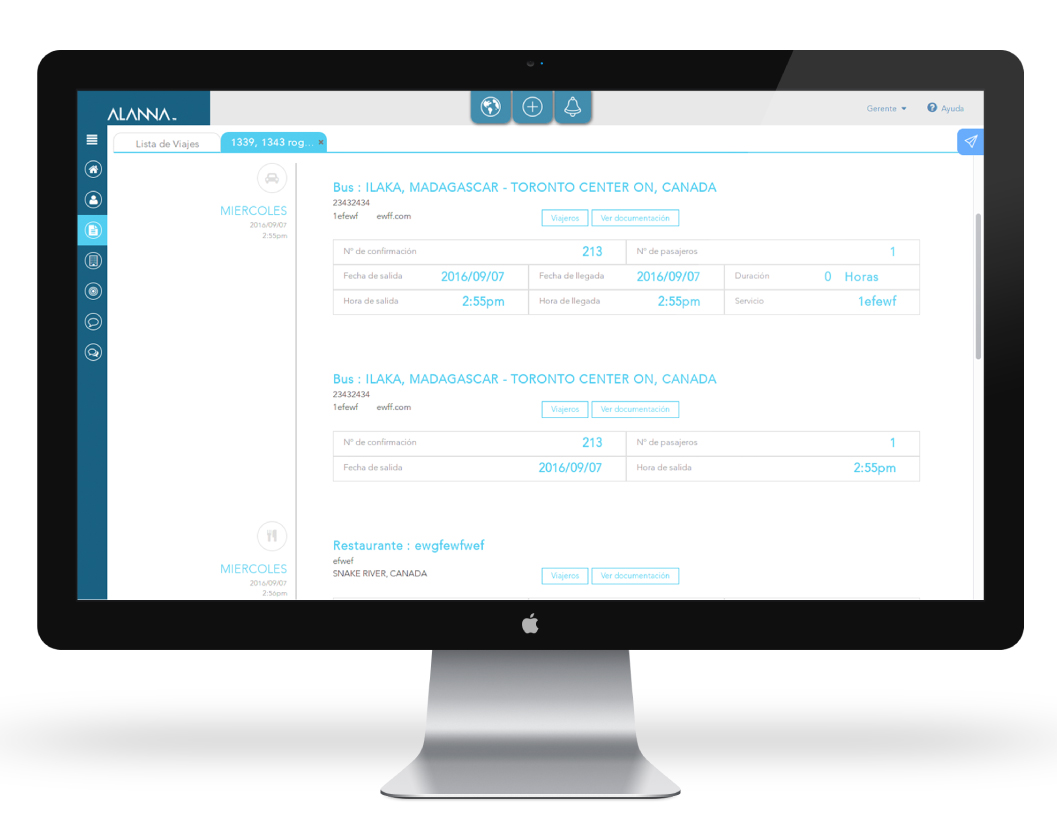 ALANNA
Gerente
Ayuda
Lista de Viajes
1339, 1343 rog... ×
MIERCOLES
2016/09/07
2:55pm
Bus : ILAKA, MADAGASCAR - TORONTO CENTER ON, CANADA
23432434
1efewf ewff.com
Viajeros Ver documentación
Nº de confirmación 213 Nº de pasajeros 1
Fecha de salida 2016/09/07 Fecha de llegada 2016/09/07 Duración 0 Horas
Hora de salida 2:55pm Hora de llegada 2:55pm Servicio 1efewf
Bus : ILAKA, MADAGASCAR - TORONTO CENTER ON, CANADA
23432434
1efewf ewff.com
Viajeros Ver documentación
Nº de confirmación 213 Nº de pasajeros 1
Fecha de salida 2016/09/07 Hora de salida 2:55pm
MIERCOLES
2016/09/07
2:56pm
Restaurante : ewgfewfwef
efwef
SNAKE RIVER, CANADA
Viajeros Ver documentación